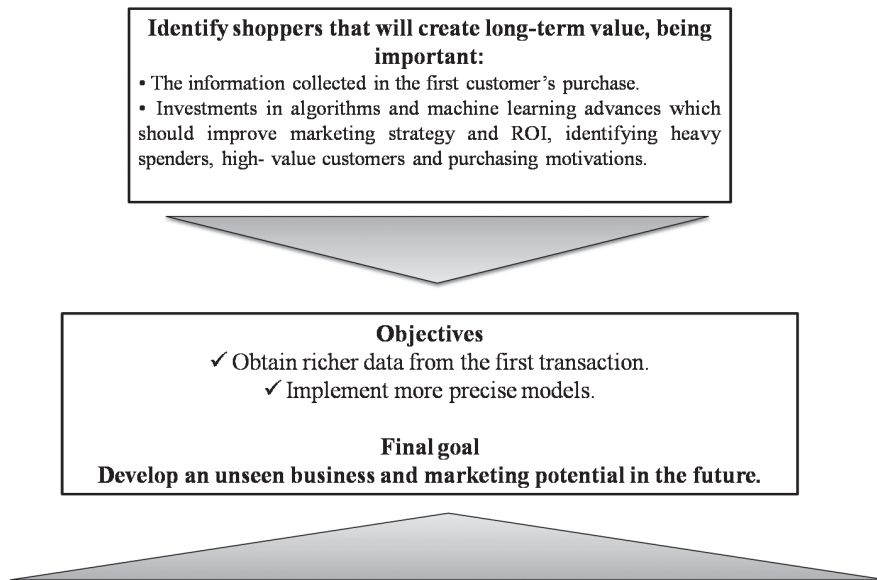 Identify shoppers that will create long-term value, being
important:
▪ The information collected in the first customer's purchase.
▪ Investments in algorithms and machine learning advances which
should improve marketing strategy and ROI, identifying heavy
spenders, high- value customers and purchasing motivations.
Objectives
✓ Obtain richer data from the first transaction.
✓ Implement more precise models.
Final goal
Develop an unseen business and marketing potential in the future.